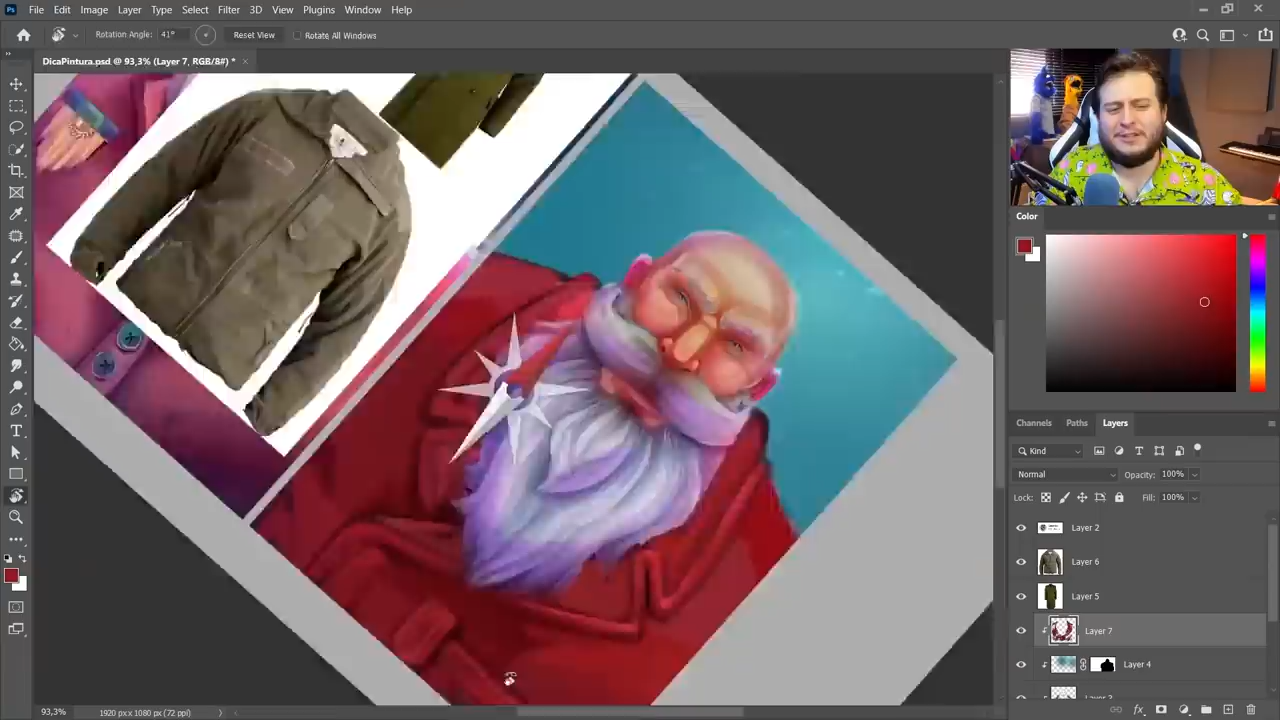 Ps File Edit Image Layer Type Select Filter 3D View Plugins Window Help
Rotation Angle: 41° Reset View Rotate All Windows
DicaPintura.psd @ 93,3% (Layer 7, RGB/8#) * ×
Color
Channels Paths Layers
Kind
Normal Opacity: 100%
Lock: Fill: 100%
Layer 2
Layer 6
Layer 5
Layer 7
Layer 4
93,3% 1920 px x 1080 px (72 ppi)